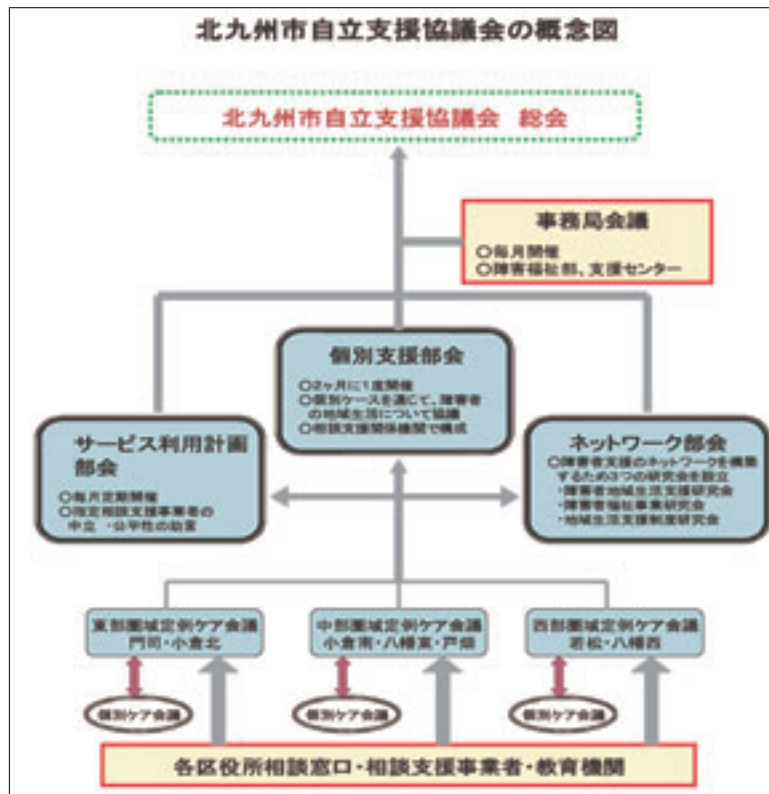 北九州市自立支援協議会の概念図
北九州市自立支援協議会 総会
事務局会議
○毎月開催
○障害福祉部、支援センター
個別支援部会
○2ヶ月に1度開催
○個別ケースを通じて、障害者
の地域生活について協議
○相談支援関係機関で構成
サービス利用計画
部会
○毎月定期開催
○指定相談支援事業者の
中立・公平性の助言
ネットワーク部会
○障害者支援のネットワークを構築
するため3つの研究会を設立
・障害者地域生活支援研究会
・障害者福祉事業研究会
・地域生活支援制度研究会
東部圏域定例ケア会議
門司・小倉北
中部圏域定例ケア会議
小倉南・八幡東・戸畑
西部圏域定例ケア会議
若松・八幡西
個別ケア会議
個別ケア会議
個別ケア会議
各区役所相談窓口・相談支援事業者・教育機関